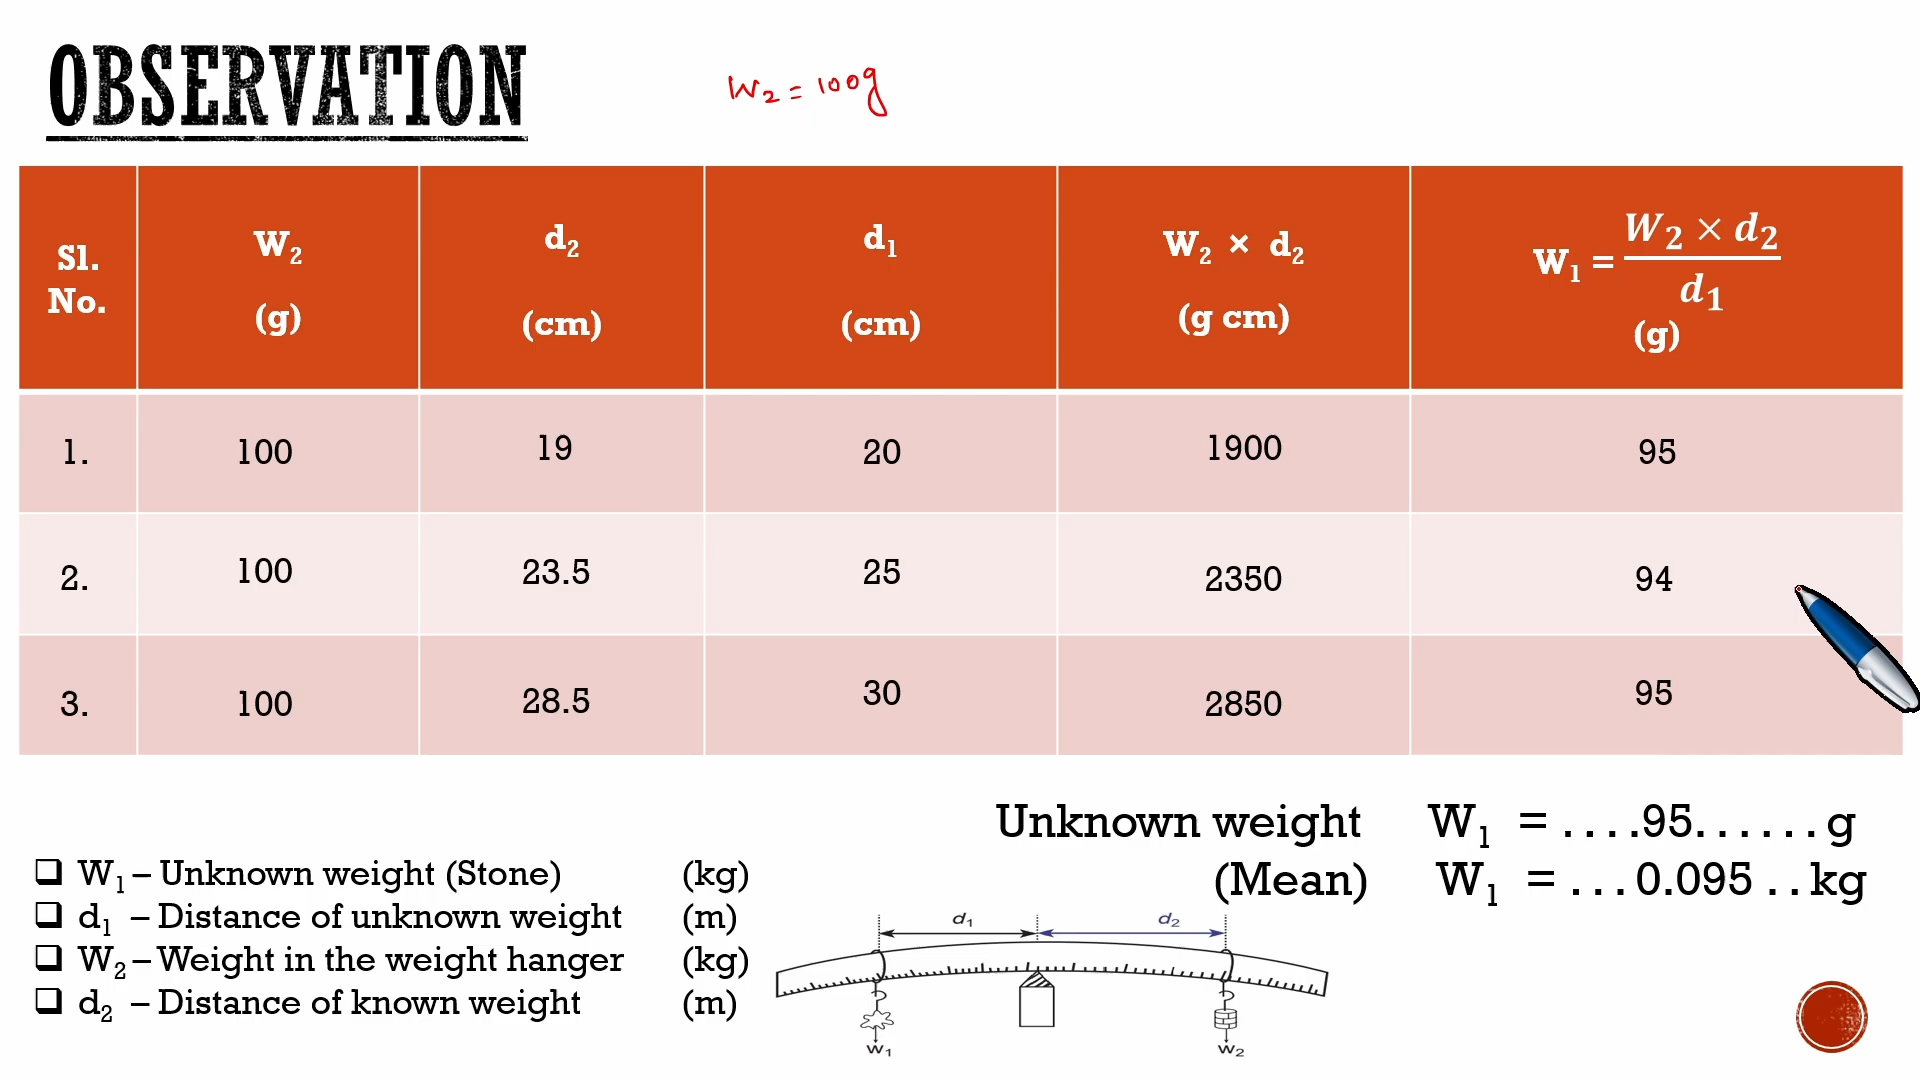 OBSERVATION
W₂ = 100g
Sl. No.
W₂ (g)
d₂ (cm)
d₁ (cm)
W₂ × d₂ (g cm)
W₁ = W₂ × d₂ / d₁ (g)
1. 100 19 20 1900 95
2. 100 23.5 25 2350 94
3. 100 28.5 30 2850 95
Unknown weight W₁ = ....95......g
(Mean) W₁ = ...0.095 ..kg
❑ W₁ – Unknown weight (Stone) (kg)
❑ d₁ – Distance of unknown weight (m)
❑ W₂ – Weight in the weight hanger (kg)
❑ d₂ – Distance of known weight (m)
d₁ d₂
W₁ W₂